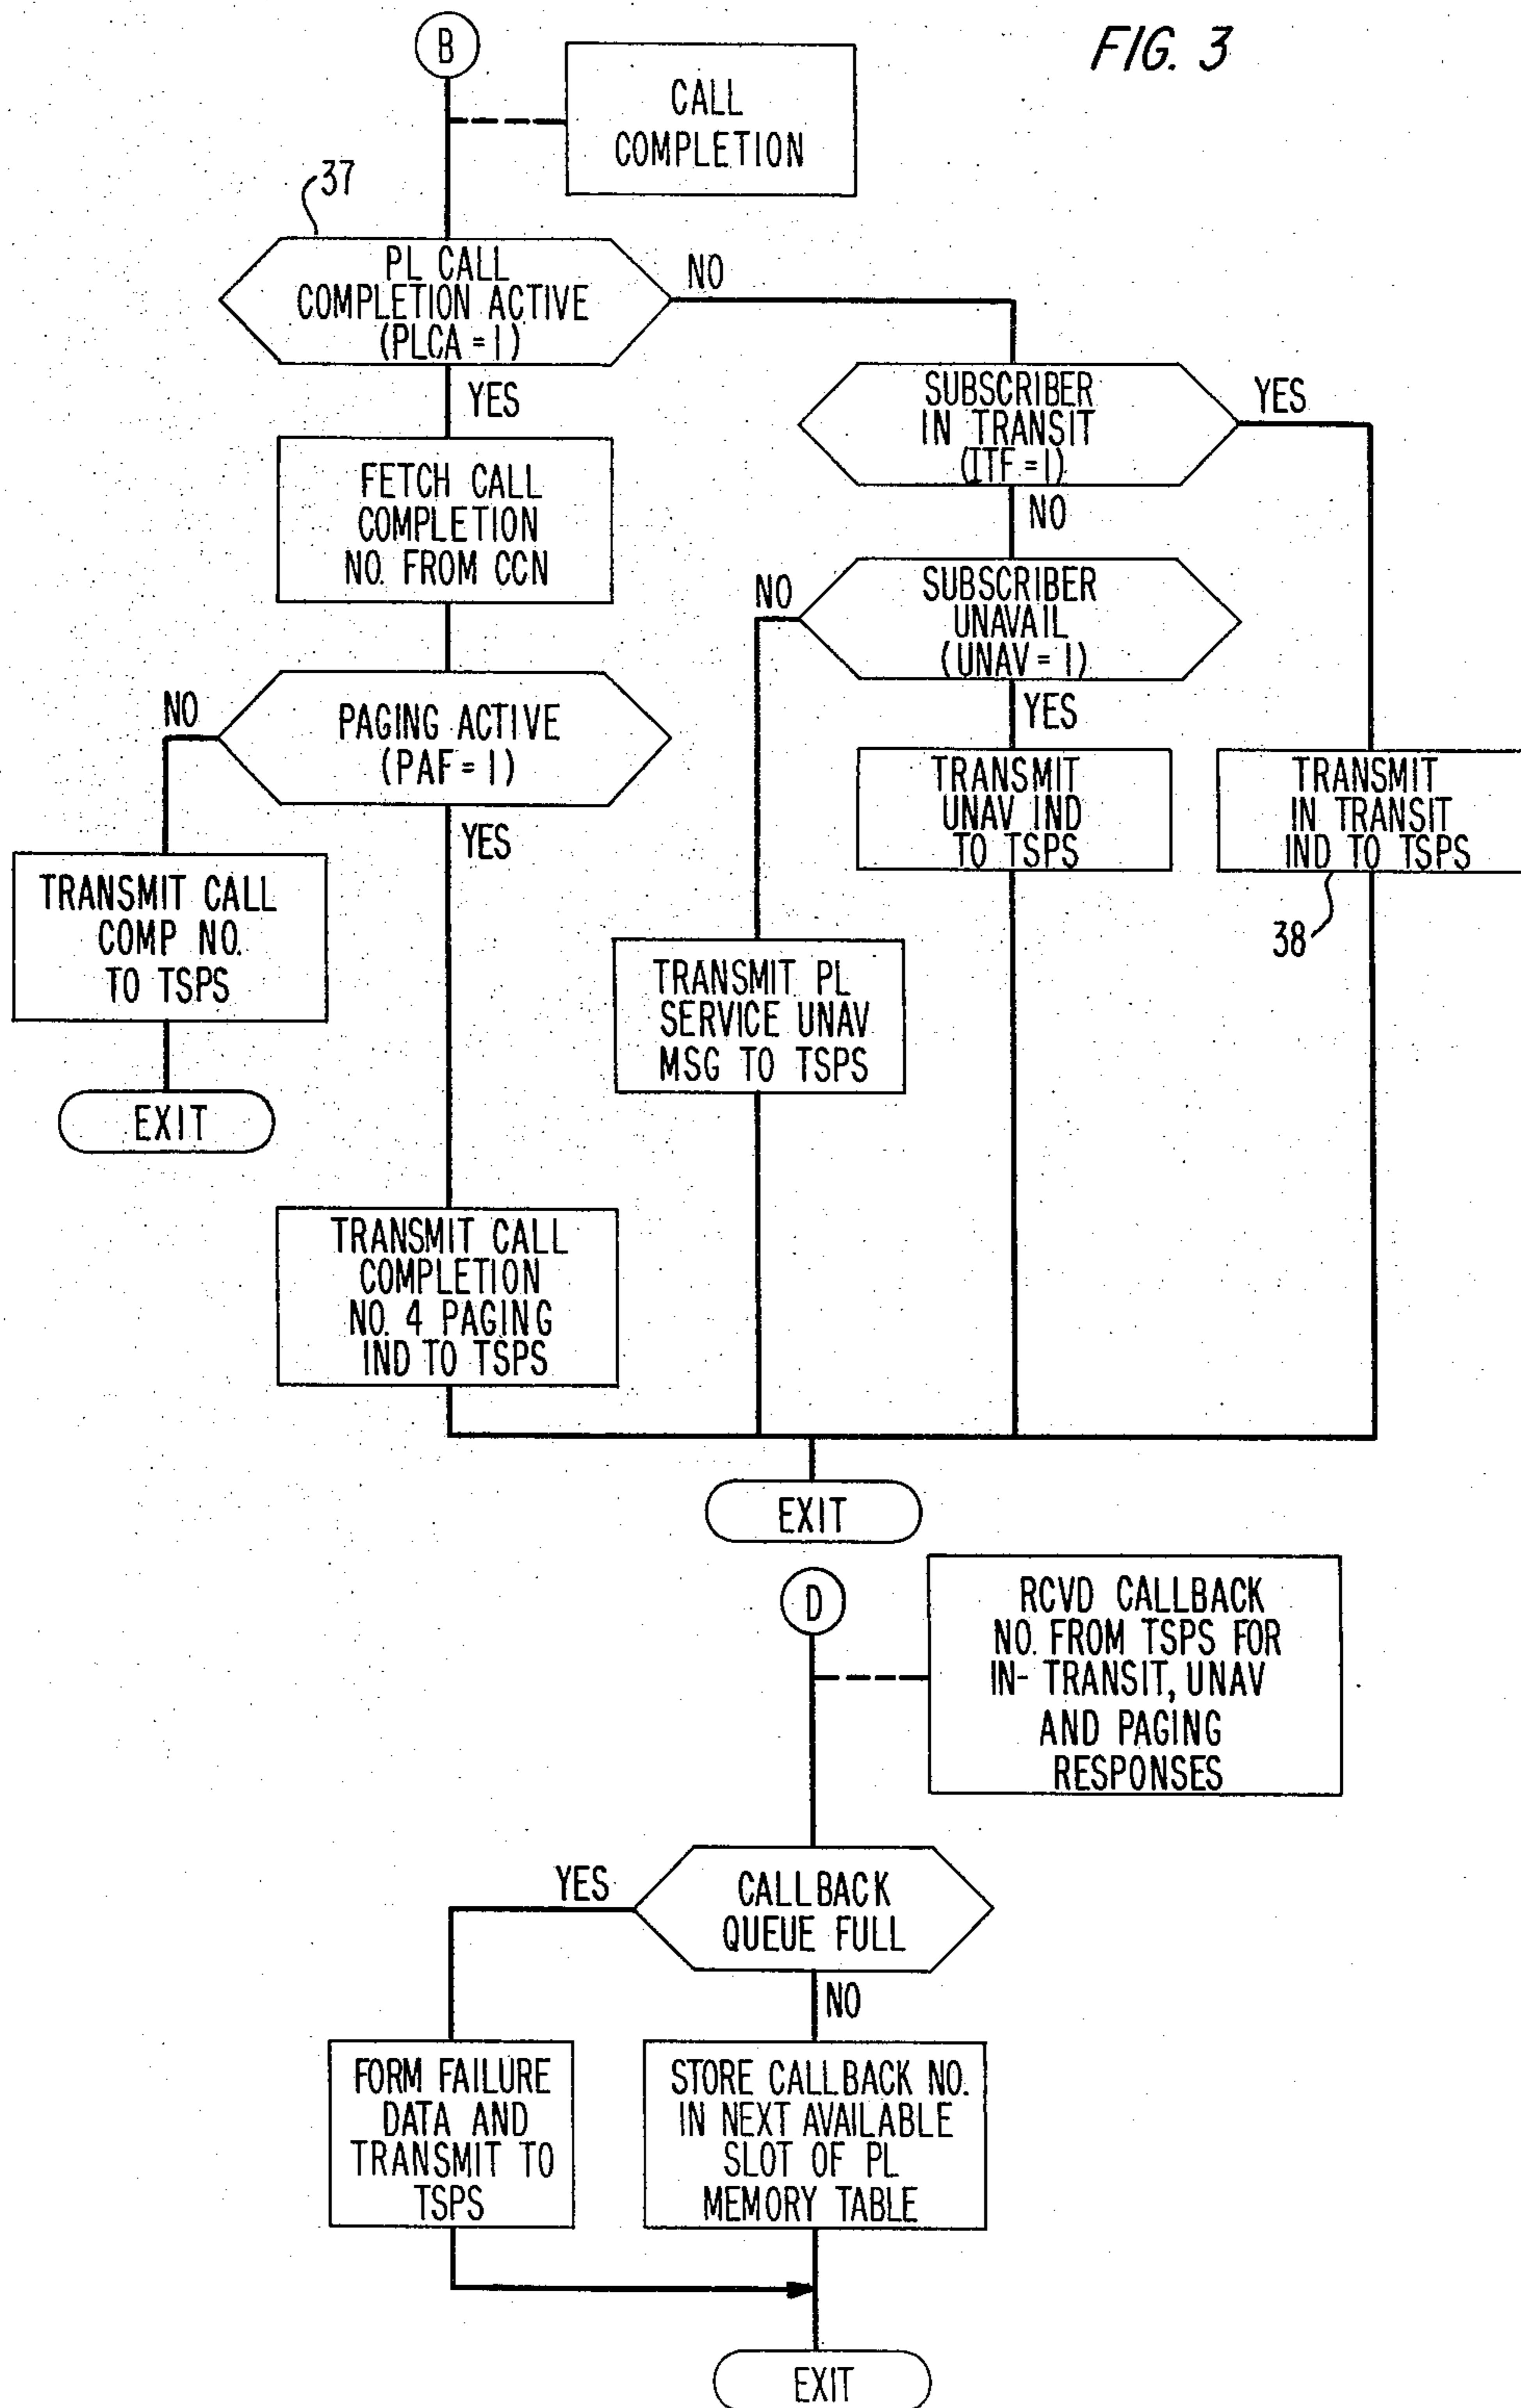 FIG. 3
B
CALL
COMPLETION
37
PL CALL
COMPLETION ACTIVE
(PLCA = 1)
NO
YES
SUBSCRIBER
IN TRANSIT
(ITF = 1)
YES
NO
FETCH CALL
COMPLETION
NO. FROM CCN
SUBSCRIBER
UNAVAIL
(UNAV = 1)
NO
YES
PAGING ACTIVE
(PAF = 1)
NO
YES
TRANSMIT
UNAV IND
TO TSPS
TRANSMIT
IN TRANSIT
IND TO TSPS
38
TRANSMIT CALL
COMP NO.
TO TSPS
EXIT
TRANSMIT PL
SERVICE UNAV
MSG TO TSPS
TRANSMIT CALL
COMPLETION
NO. 4 PAGING
IND TO TSPS
EXIT
D
RCVD CALLBACK
NO. FROM TSPS FOR
IN- TRANSIT, UNAV
AND PAGING
RESPONSES
CALLBACK
QUEUE FULL
YES
NO
FORM FAILURE
DATA AND
TRANSMIT TO
TSPS
STORE CALLBACK NO.
IN NEXT AVAILABLE
SLOT OF PL
MEMORY TABLE
EXIT